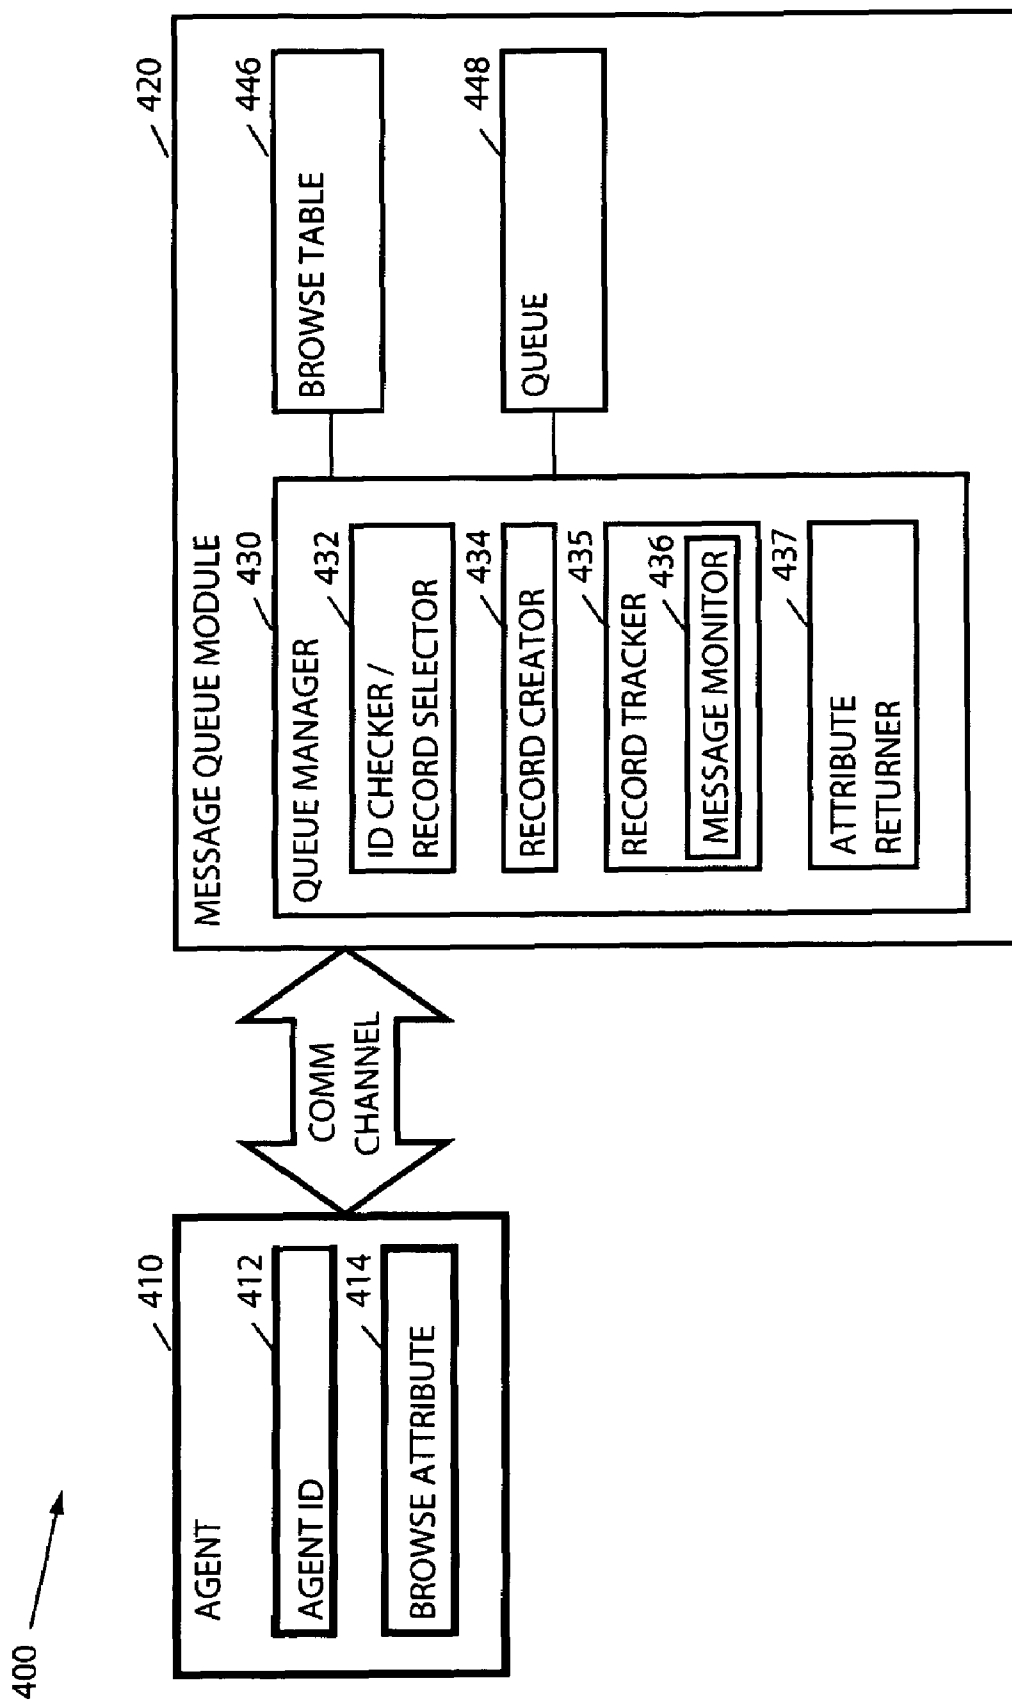 400
410
AGENT
412
AGENT ID
414
BROWSE ATTRIBUTE
COMM
CHANNEL
420
MESSAGE QUEUE MODULE
430
QUEUE MANAGER
432
ID CHECKER /
RECORD SELECTOR
434
RECORD CREATOR
435
RECORD TRACKER
436
MESSAGE MONITOR
437
ATTRIBUTE
RETURNER
446
BROWSE TABLE
448
QUEUE